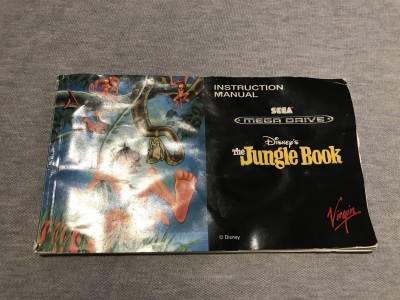 INSTRUCTION
MANUAL
SEGA
MEGA DRIVE
Disney's
The Jungle Book
Virgin
© Disney